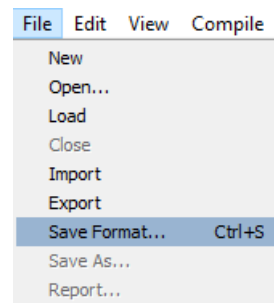 File Edit View Compile
New
Open...
Load
Close
Import
Export
Save Format... Ctrl+S
Save As...
Report...